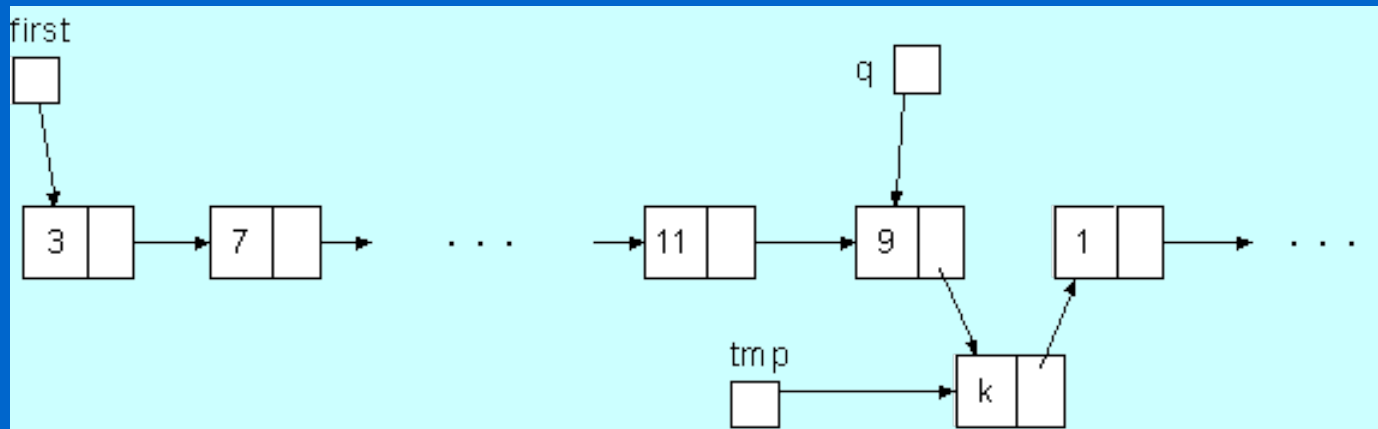 first
q
3 7 . . . 11 9 1 . . .
tmp
k